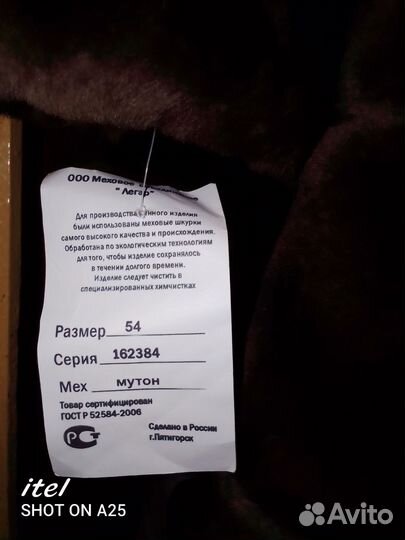 ООО Меховое
"Легар"
Для производства данного изделия
были использованы меховые шкурки
самого высокого качества и происхождения.
Обработана по экологическим технологиям
для того, чтобы изделие сохранялось
в течении долгого времени.
Изделие следует чистить в
специализированных химчистках
Размер 54
Серия 162384
Мех мутон
Товар сертифицирован
ГОСТ Р 52584-2006
Сделано в России
г.Пятигорск
itel
SHOT ON A25
Avito